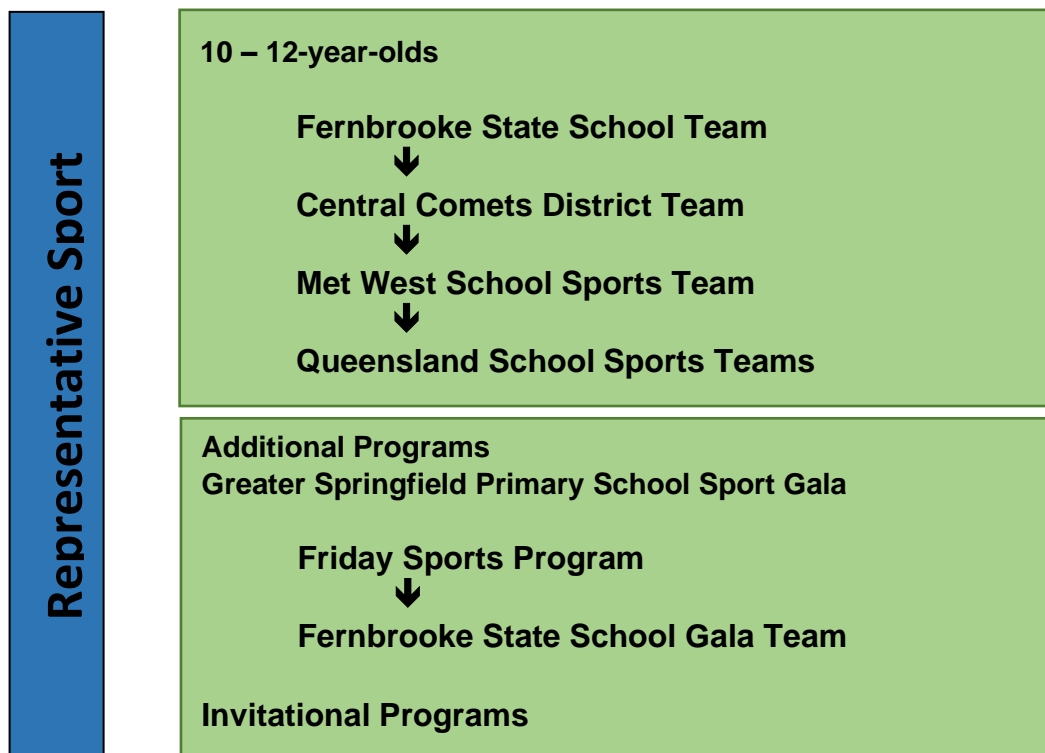 Representative Sport
10 – 12-year-olds
Fernbrooke State School Team
Central Comets District Team
Met West School Sports Team
Queensland School Sports Teams
Additional Programs
Greater Springfield Primary School Sport Gala
Friday Sports Program
Fernbrooke State School Gala Team
Invitational Programs